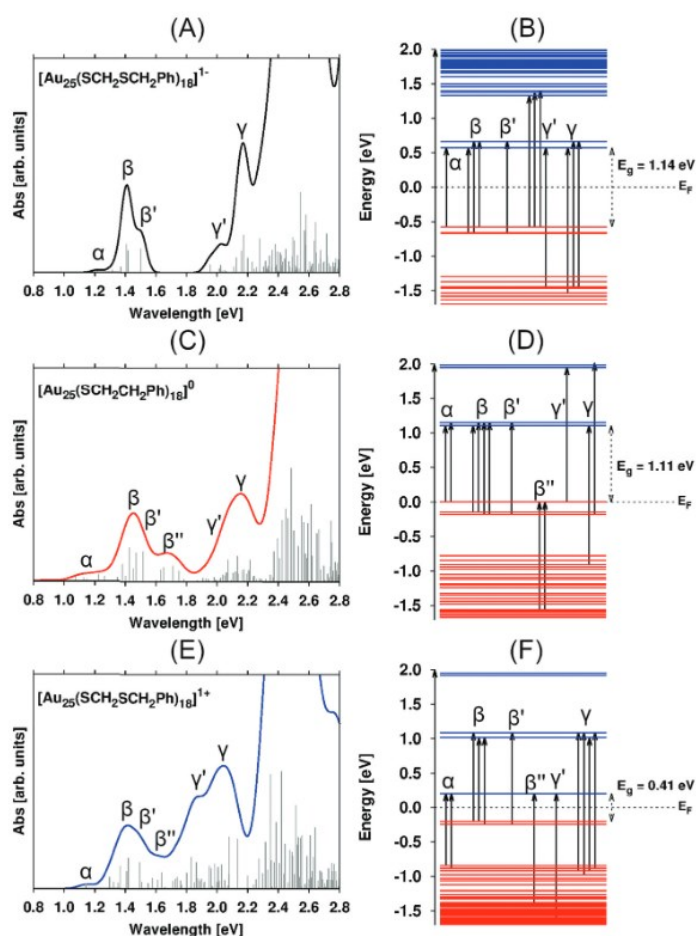 (A)
[Au25(SCH2SCH2Ph)18]1-
Abs [arb. units]
α
β
β'
γ'
γ
0.8 1.0 1.2 1.4 1.6 1.8 2.0 2.2 2.4 2.6 2.8
Wavelength [eV]
(B)
Energy [eV]
2.0
1.5
1.0
0.5
0.0
-0.5
-1.0
-1.5
α
β
β'
γ'
γ
Eg = 1.14 eV
EF
(C)
[Au25(SCH2CH2Ph)18]0
Abs [arb. units]
α
β
β'
β''
γ'
γ
0.8 1.0 1.2 1.4 1.6 1.8 2.0 2.2 2.4 2.6 2.8
Wavelength [eV]
(D)
Energy [eV]
2.0
1.5
1.0
0.5
0.0
-0.5
-1.0
-1.5
α
β
β'
β''
γ'
γ
Eg = 1.11 eV
EF
(E)
[Au25(SCH2SCH2Ph)18]1+
Abs [arb. units]
α
β
β'
β''
γ'
γ
0.8 1.0 1.2 1.4 1.6 1.8 2.0 2.2 2.4 2.6 2.8
Wavelength [eV]
(F)
Energy [eV]
2.0
1.5
1.0
0.5
0.0
-0.5
-1.0
-1.5
α
β
β'
β''
γ'
γ
Eg = 0.41 eV
EF